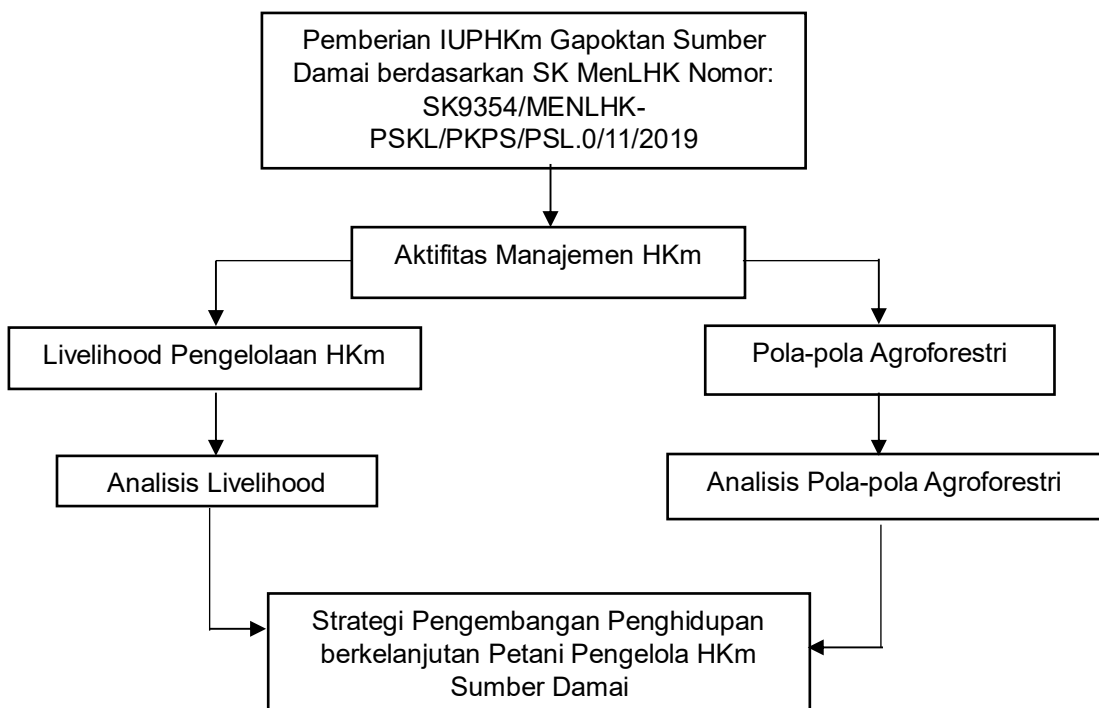 Pemberian IUPHKm Gapoktan Sumber
Damai berdasarkan SK MenLHK Nomor:
SK9354/MENLHK-
PSKL/PKPS/PSL.0/11/2019
Aktifitas Manajemen HKm
Livelihood Pengelolaan HKm
Pola-pola Agroforestri
Analisis Livelihood
Analisis Pola-pola Agroforestri
Strategi Pengembangan Penghidupan
berkelanjutan Petani Pengelola HKm
Sumber Damai